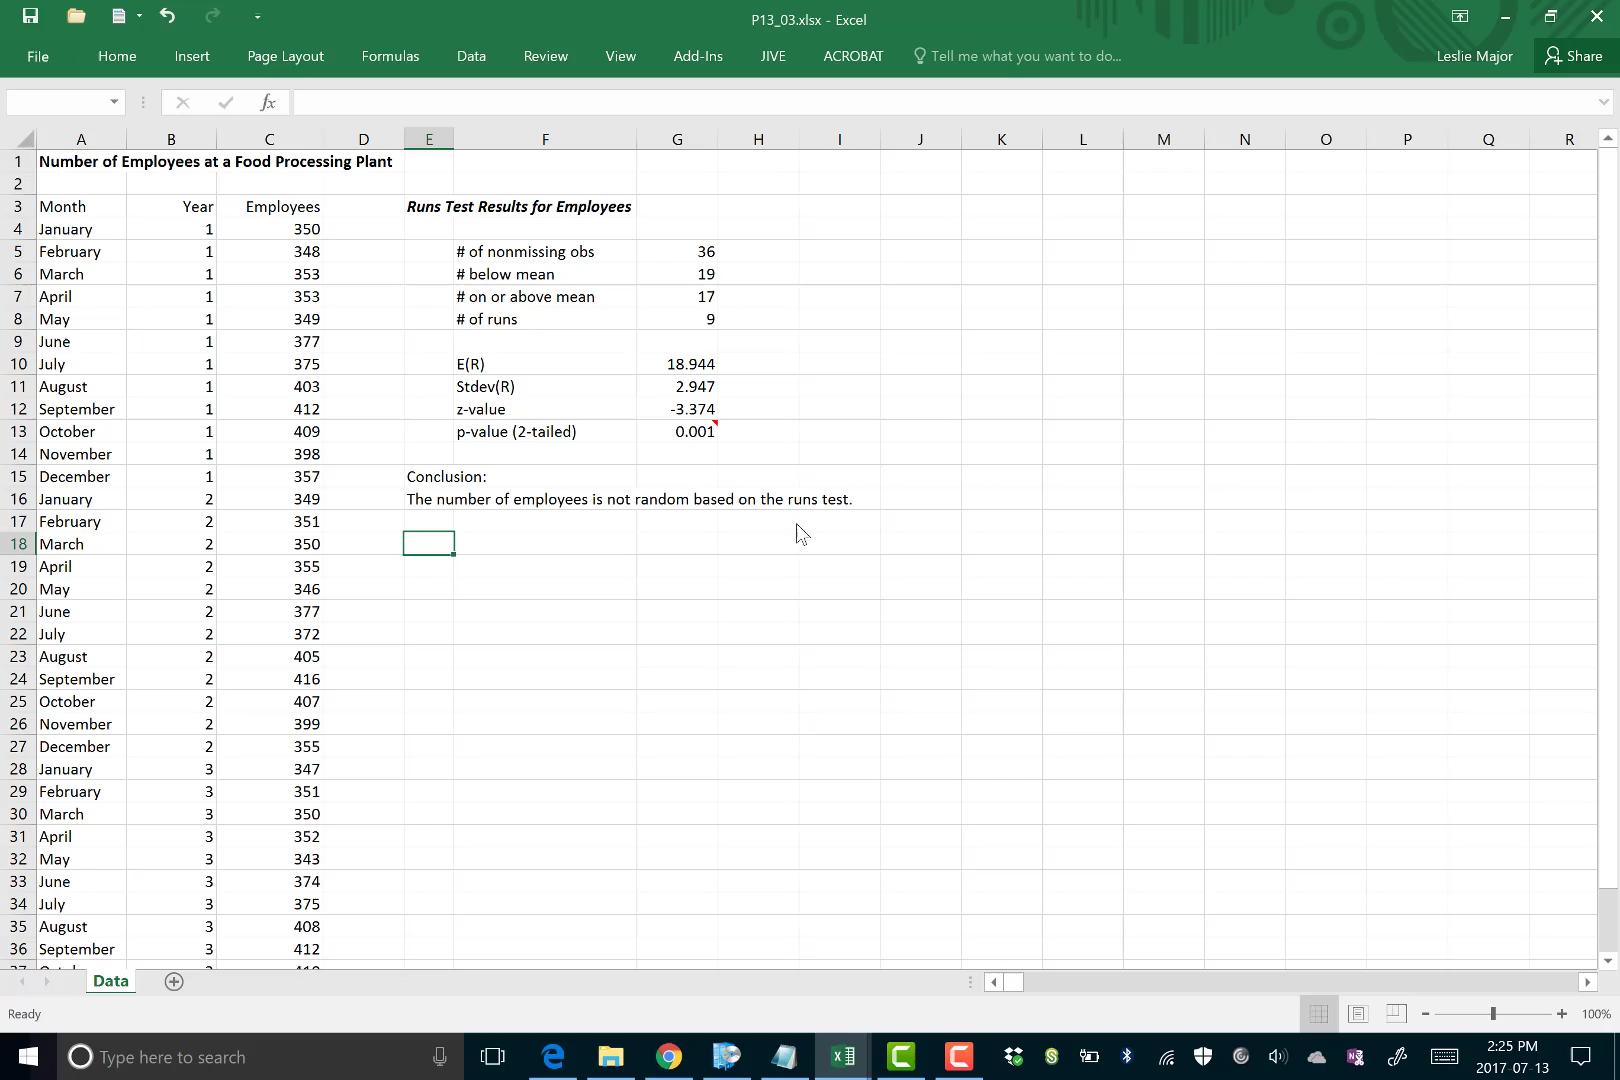 P13_03.xlsx - Excel
File Home Insert Page Layout Formulas Data Review View Add-Ins JIVE ACROBAT Tell me what you want to do... Leslie Major Share
fx
A B C D E F G H I J K L M N O P Q R
1 Number of Employees at a Food Processing Plant
2
3 Month Year Employees Runs Test Results for Employees
4 January 1 350
5 February 1 348 # of nonmissing obs 36
6 March 1 353 # below mean 19
7 April 1 353 # on or above mean 17
8 May 1 349 # of runs 9
9 June 1 377
10 July 1 375 E(R) 18.944
11 August 1 403 Stdev(R) 2.947
12 September 1 412 z-value -3.374
13 October 1 409 p-value (2-tailed) 0.001
14 November 1 398
15 December 1 357 Conclusion:
16 January 2 349 The number of employees is not random based on the runs test.
17 February 2 351
18 March 2 350
19 April 2 355
20 May 2 346
21 June 2 377
22 July 2 372
23 August 2 405
24 September 2 416
25 October 2 407
26 November 2 399
27 December 2 355
28 January 3 347
29 February 3 351
30 March 3 350
31 April 3 352
32 May 3 343
33 June 3 374
34 July 3 375
35 August 3 408
36 September 3 412
Data
Ready 100%
Type here to search 2:25 PM
2017-07-13